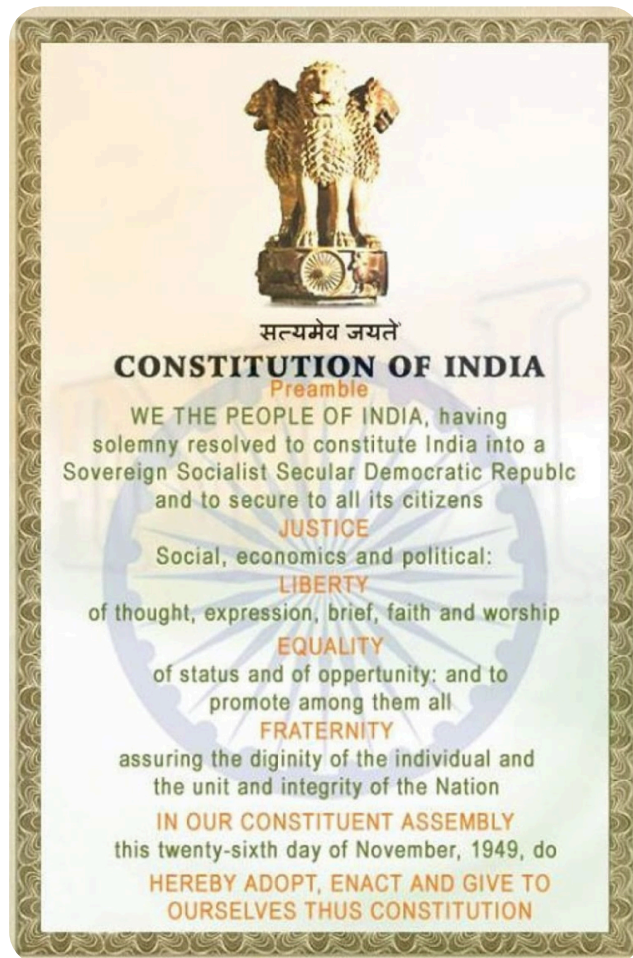 सत्यमेव जयते
CONSTITUTION OF INDIA
Preamble
WE THE PEOPLE OF INDIA, having
solemny resolved to constitute India into a
Sovereign Socialist Secular Democratic Republc
and to secure to all its citizens
JUSTICE
Social, economics and political:
LIBERTY
of thought, expression, brief, faith and worship
EQUALITY
of status and of oppertunity: and to
promote among them all
FRATERNITY
assuring the diginity of the individual and
the unit and integrity of the Nation
IN OUR CONSTITUENT ASSEMBLY
this twenty-sixth day of November, 1949, do
HEREBY ADOPT, ENACT AND GIVE TO
OURSELVES THUS CONSTITUTION